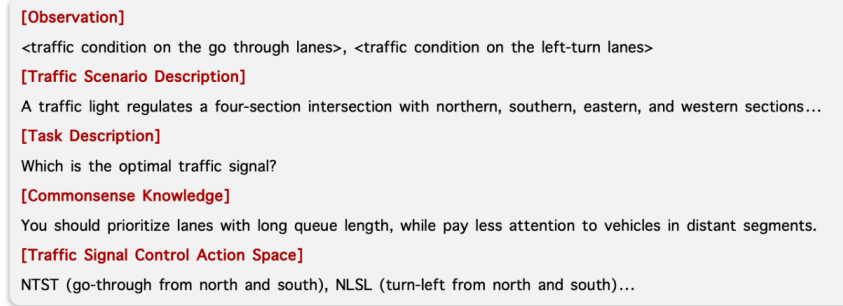 [Observation]
<traffic condition on the go through lanes>, <traffic condition on the left-turn lanes>
[Traffic Scenario Description]
A traffic light regulates a four-section intersection with northern, southern, eastern, and western sections...
[Task Description]
Which is the optimal traffic signal?
[Commonsense Knowledge]
You should prioritize lanes with long queue length, while pay less attention to vehicles in distant segments.
[Traffic Signal Control Action Space]
NTST (go-through from north and south), NLSL (turn-left from north and south)...